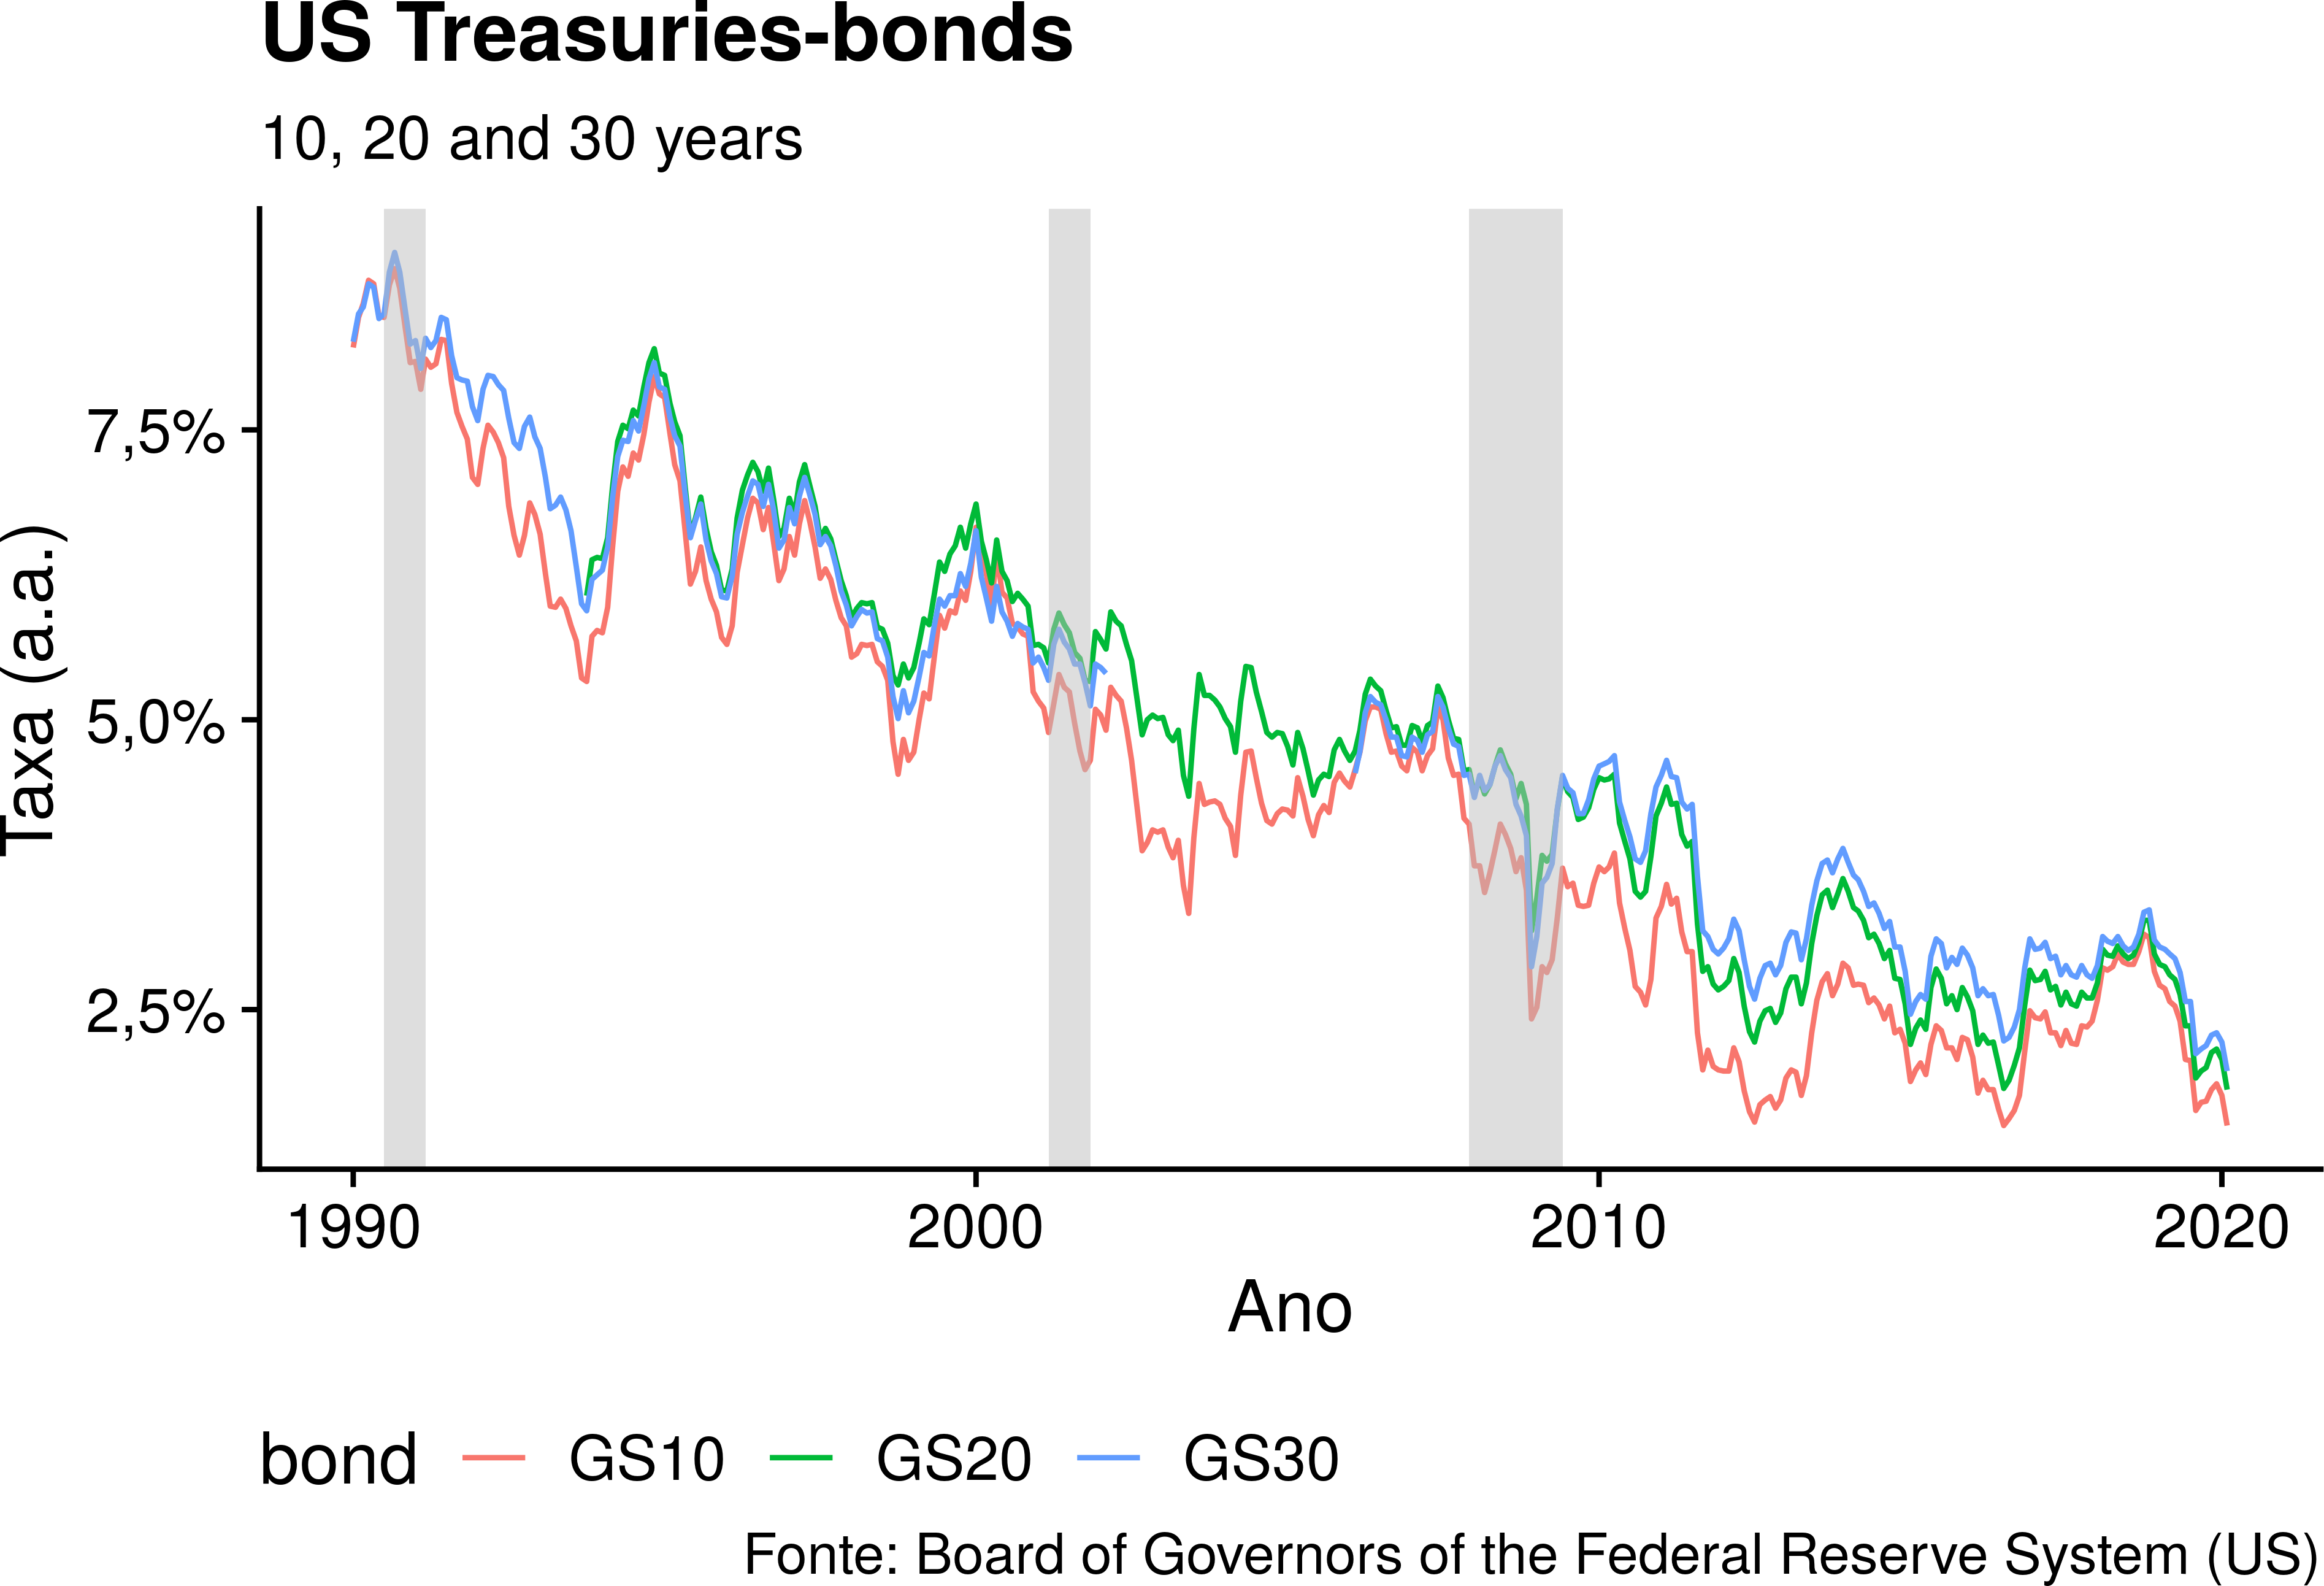 US Treasuries-bonds
10, 20 and 30 years
Taxa (a.a.)
7,5%
5,0%
2,5%
1990 2000 2010 2020
Ano
bond GS10 GS20 GS30
Fonte: Board of Governors of the Federal Reserve System (US)